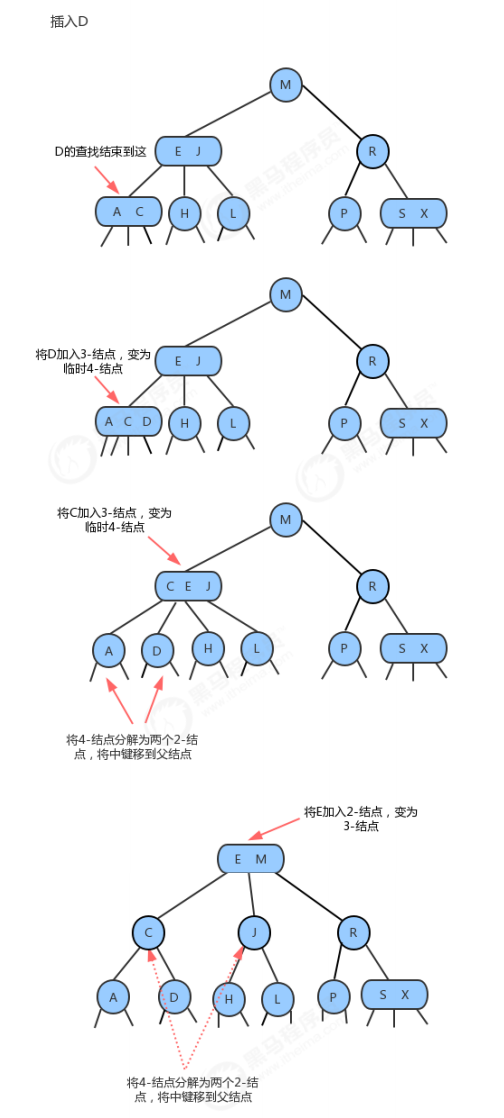 插入D
M
E J
R
D的查找结束到这
A C
H
L
P
S X
M
将D加入3-结点，变为
临时4-结点
E J
R
A C D
H
L
P
S X
将C加入3-结点，变为
临时4-结点
M
C E J
R
A
D
H
L
P
S X
将4-结点分解为两个2-结
点，将中键移到父结点
将E加入2-结点，变为
3-结点
E M
C
J
R
A
D
H
L
P
S X
将4-结点分解为两个2-结
点，将中键移到父结点